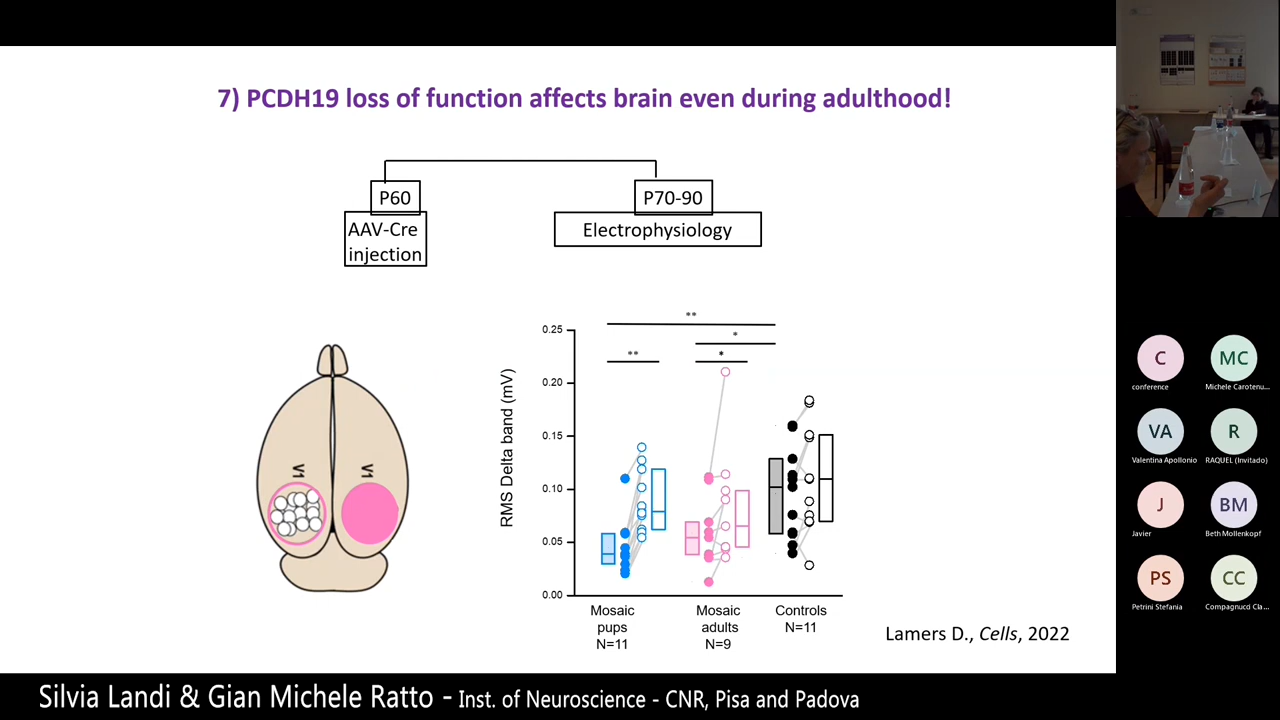 7) PCDH19 loss of function affects brain even during adulthood!
P60
AAV-Cre
injection
P70-90
Electrophysiology
V1
V1
RMS Delta band (mV)
0.25
0.20
0.15
0.10
0.05
0.00
**
*
**
*
Mosaic
pups
N=11
Mosaic
adults
N=9
Controls
N=11
Lamers D., Cells, 2022
C
conference
MC
Michele Carotenu...
VA
Valentina Apollonio
R
RAQUEL (Invitado)
J
Javier
BM
Beth Mollenkopf
PS
Petrini Stefania
CC
Compagnucci Cla...
Silvia Landi & Gian Michele Ratto - Inst. of Neuroscience - CNR, Pisa and Padova